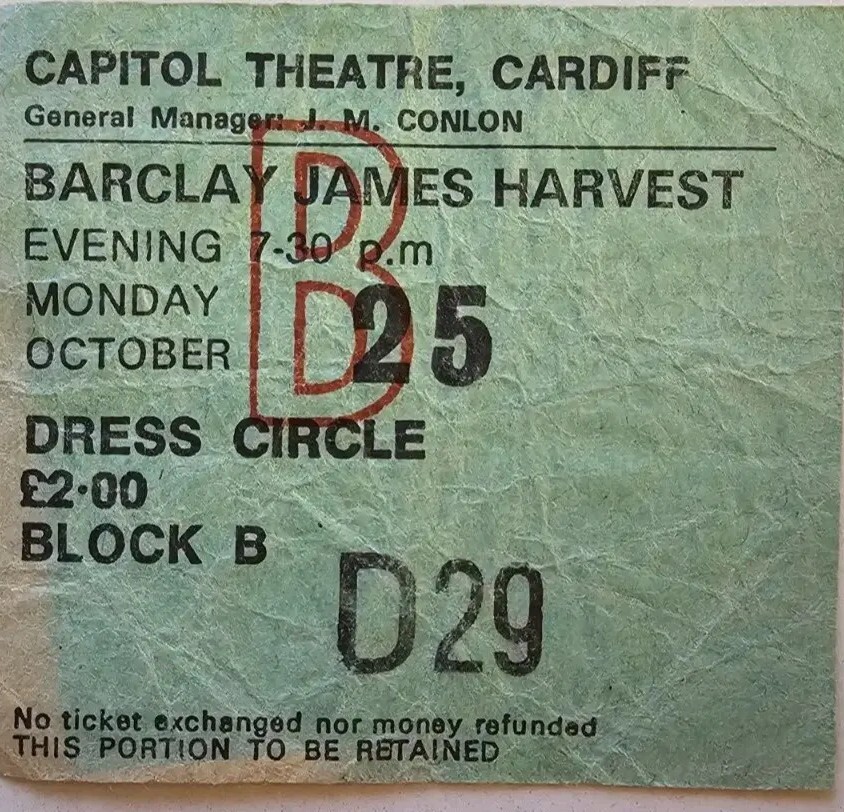 CAPITOL THEATRE, CARDIFF
General Manager: J. M. CONLON
BARCLAY JAMES HARVEST
EVENING 7-30 p.m
MONDAY
OCTOBER 25
B
DRESS CIRCLE
£2·00
BLOCK B
D29
No ticket exchanged nor money refunded
THIS PORTION TO BE RETAINED